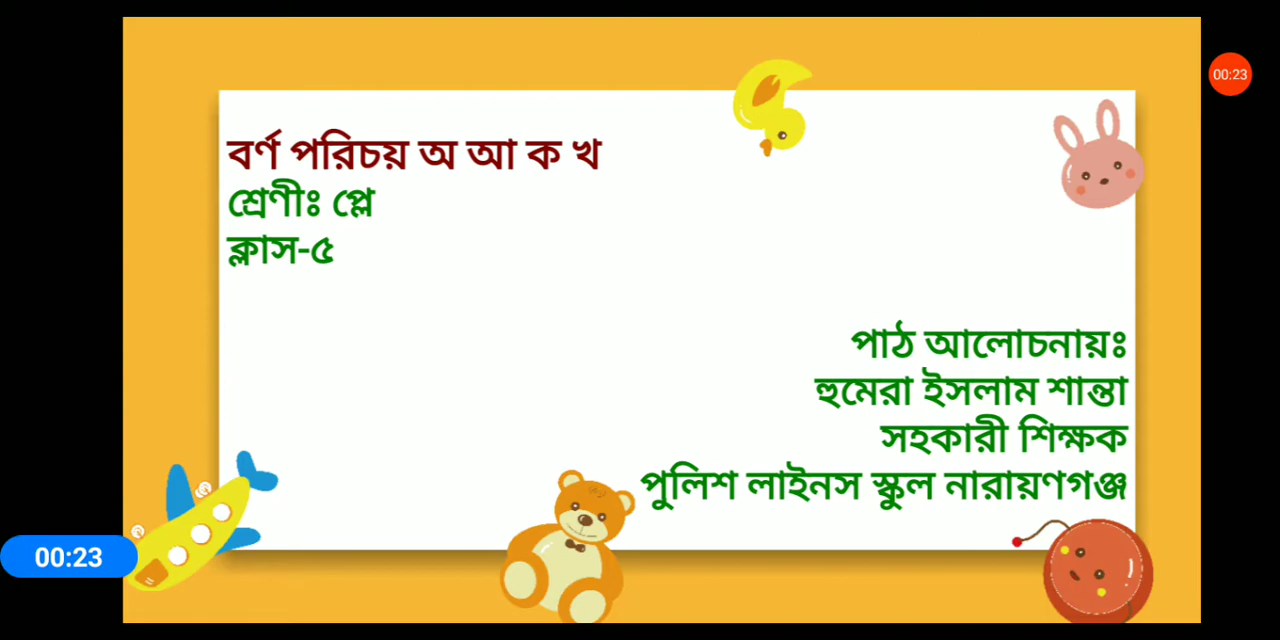 বর্ণ পরিচয় অ আ ক খ
শ্রেণীঃ প্লে
ক্লাস-৫
পাঠ আলোচনায়ঃ
হুমেরা ইসলাম শান্তা
সহকারী শিক্ষক
পুলিশ লাইনস স্কুল নারায়ণগঞ্জ
00:23
00:23